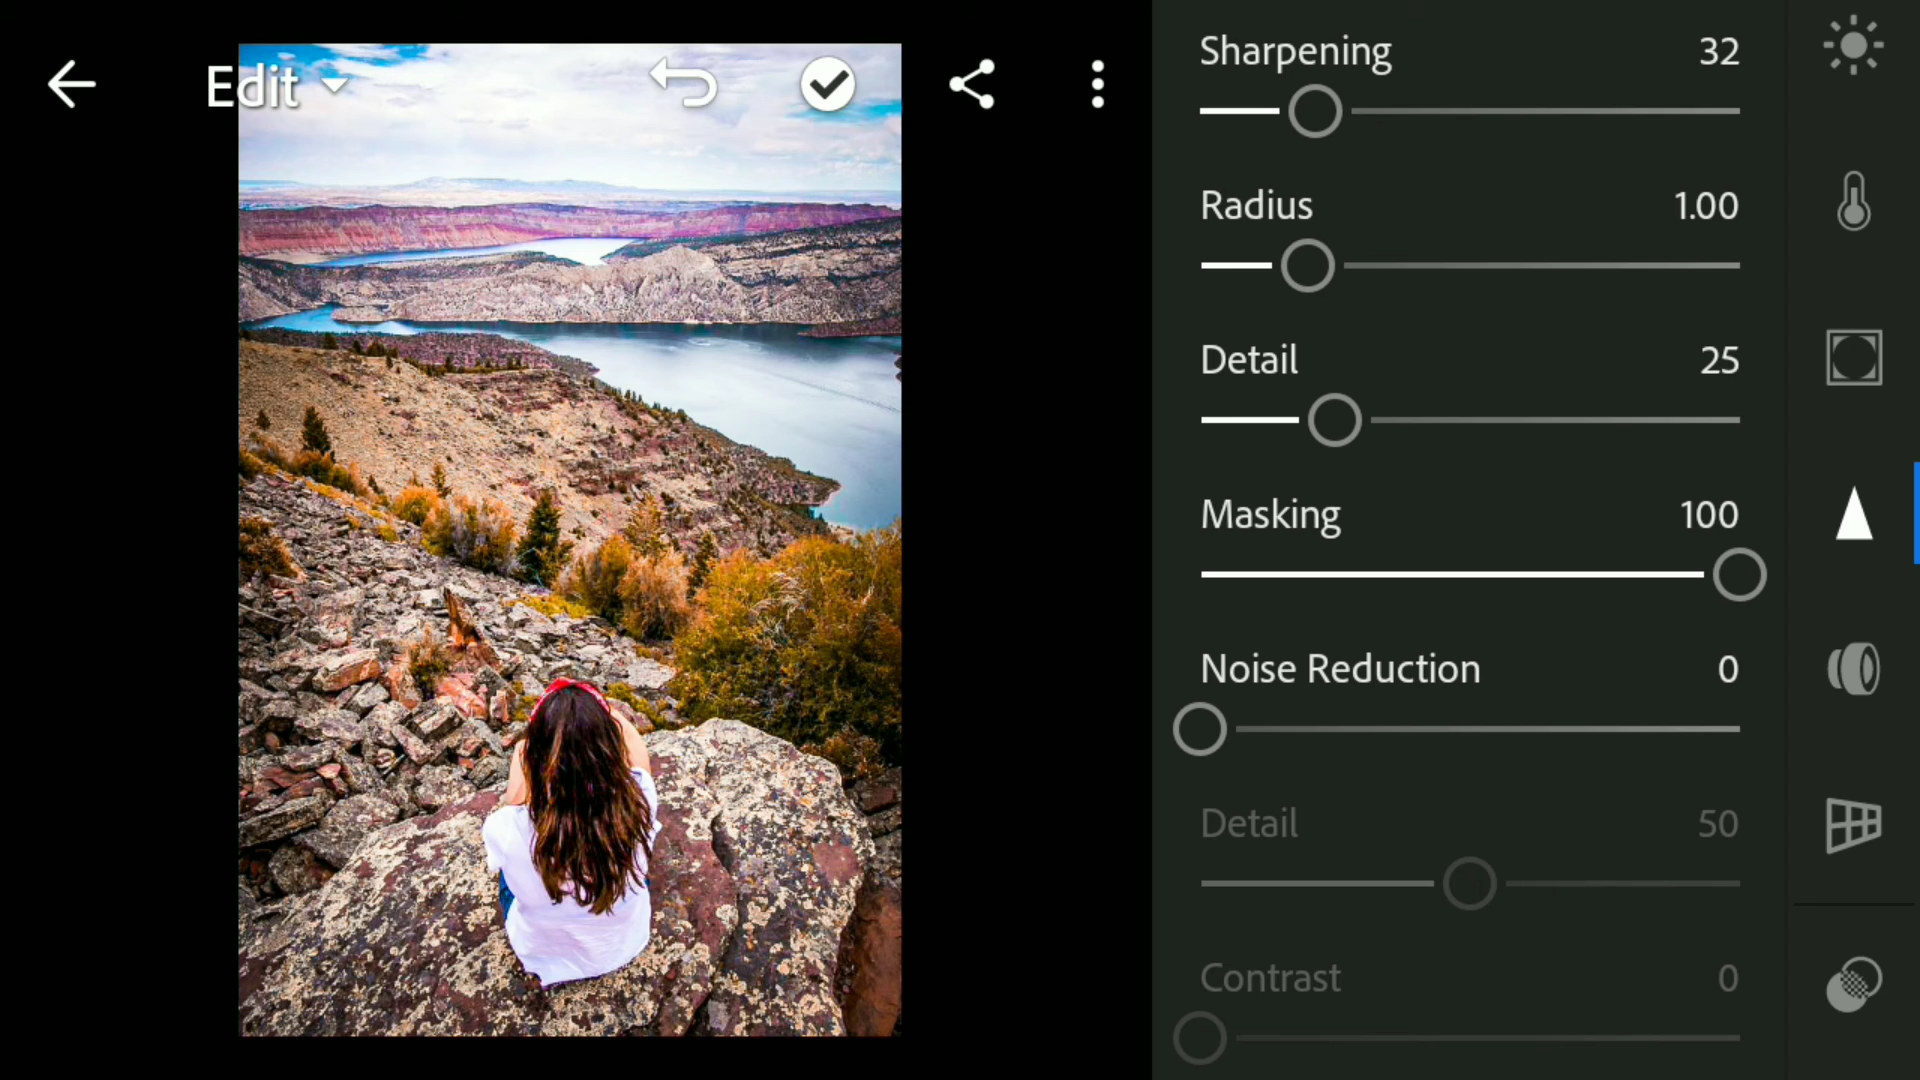 Edit
Sharpening 32
Radius 1.00
Detail 25
Masking 100
Noise Reduction 0
Detail 50
Contrast 0